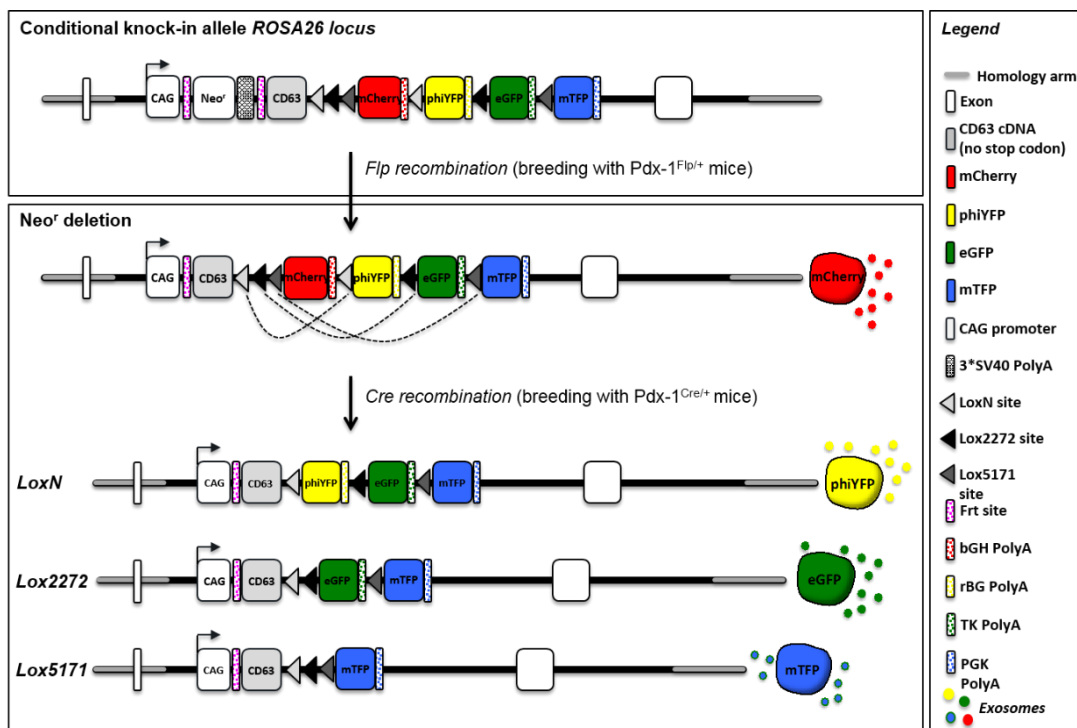 Conditional knock-in allele ROSA26 locus
CAG
Neoʳ
CD63
mCherry
phiYFP
eGFP
mTFP
Flp recombination (breeding with Pdx-1Flp/+ mice)
Neoʳ deletion
CAG
CD63
mCherry
phiYFP
eGFP
mTFP
mCherry
Cre recombination (breeding with Pdx-1Cre/+ mice)
LoxN
CAG
CD63
phiYFP
eGFP
mTFP
phiYFP
Lox2272
CAG
CD63
eGFP
mTFP
eGFP
Lox5171
CAG
CD63
mTFP
mTFP
Legend
Homology arm
Exon
CD63 cDNA
(no stop codon)
mCherry
phiYFP
eGFP
mTFP
CAG promoter
3*SV40 PolyA
LoxN site
Lox2272 site
Lox5171
site
Frt site
bGH PolyA
rBG PolyA
TK PolyA
PGK
PolyA
Exosomes